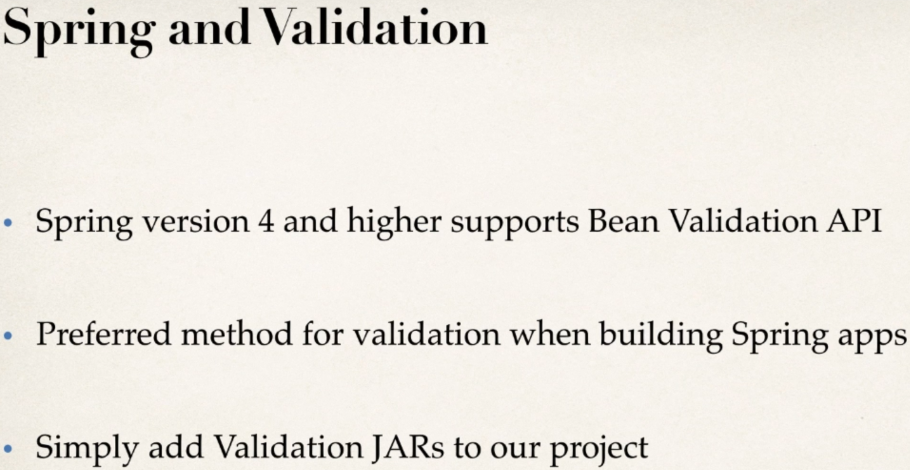 Spring and Validation
• Spring version 4 and higher supports Bean Validation API
• Preferred method for validation when building Spring apps
• Simply add Validation JARs to our project